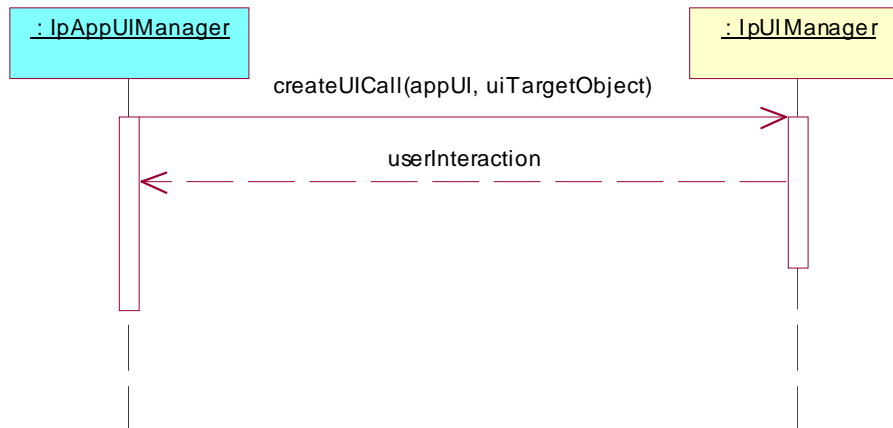 : IpAppUIManager
: IpUIManager
createUICall(appUI, uiTargetObject)
userInteraction